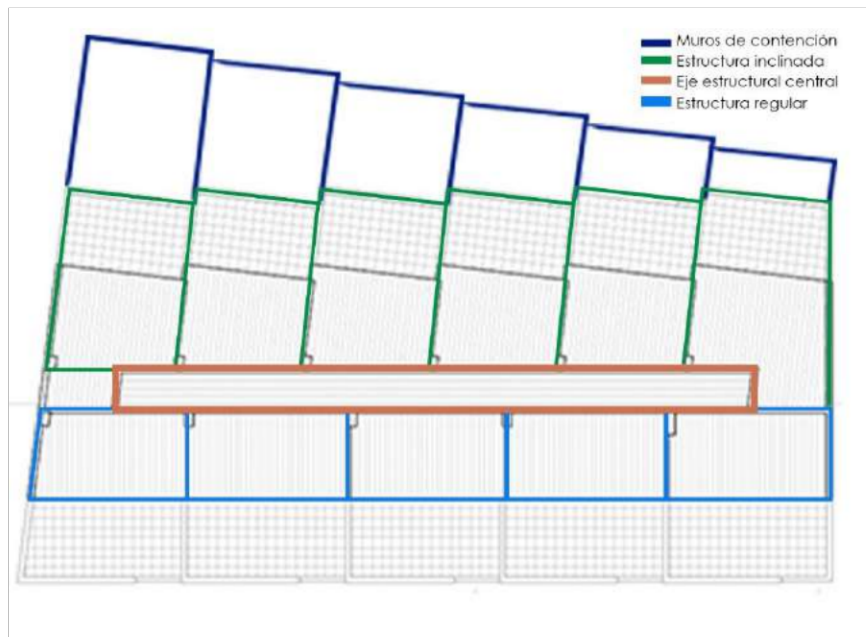 Muros de contención
Estructura inclinada
Eje estructural central
Estructura regular